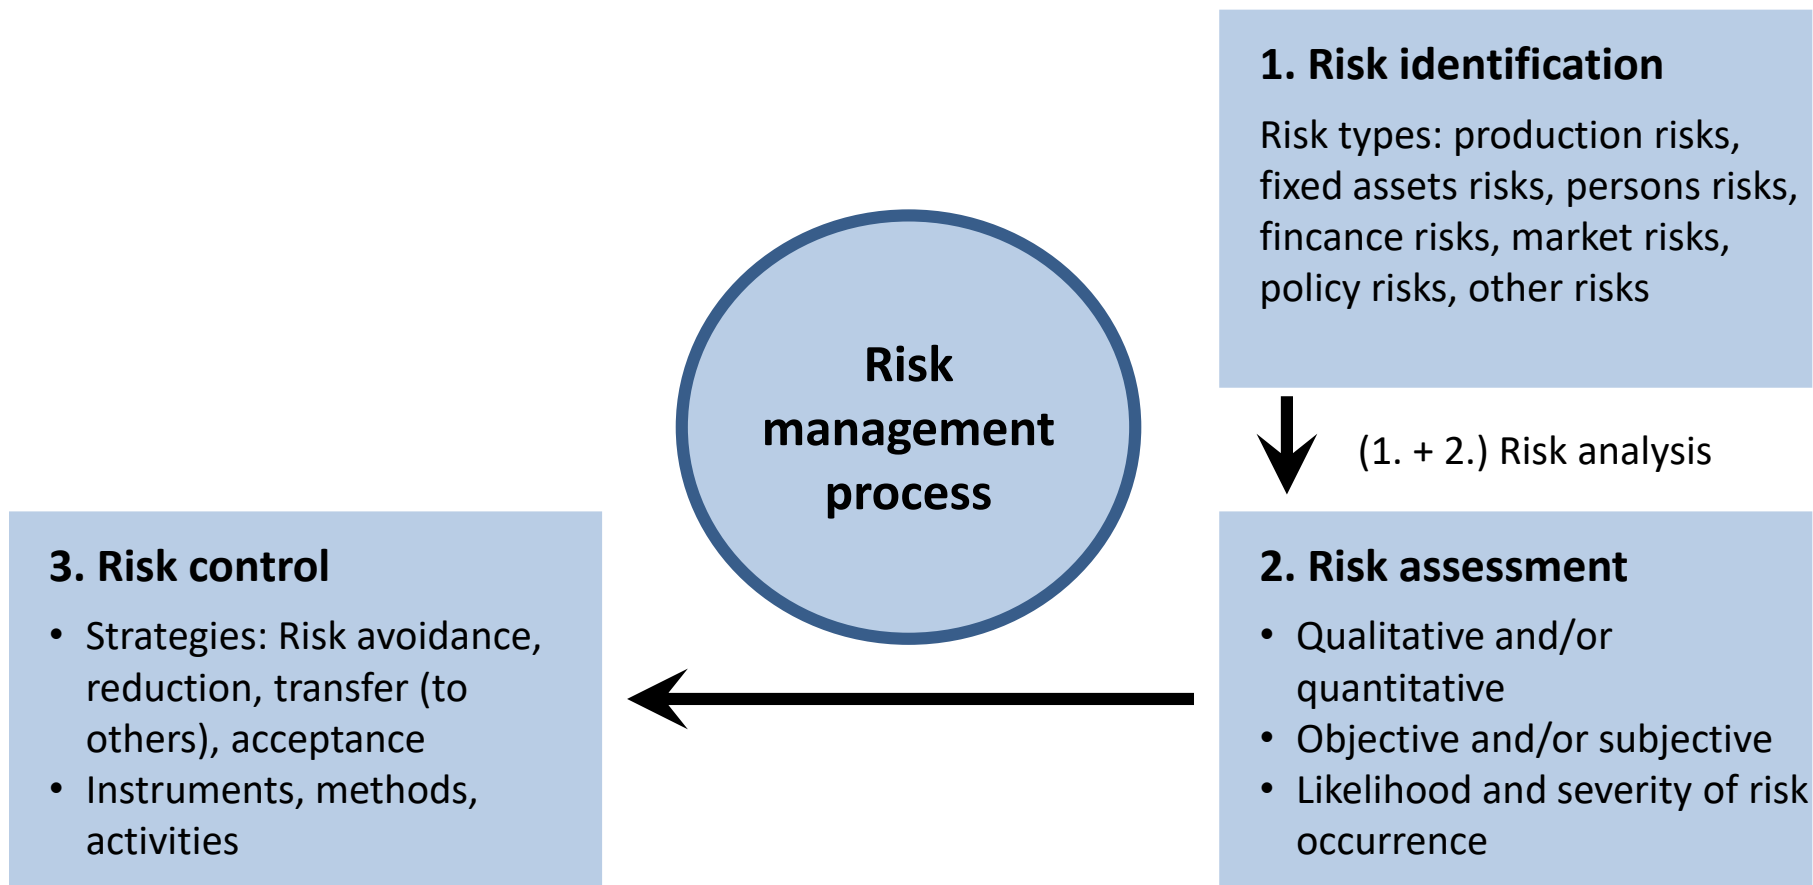 1. Risk identification
Risk types: production risks,
fixed assets risks, persons risks,
fincance risks, market risks,
policy risks, other risks
Risk
management
process
(1. + 2.) Risk analysis
2. Risk assessment
• Qualitative and/or
quantitative
• Objective and/or subjective
• Likelihood and severity of risk
occurrence
3. Risk control
• Strategies: Risk avoidance,
reduction, transfer (to
others), acceptance
• Instruments, methods,
activities